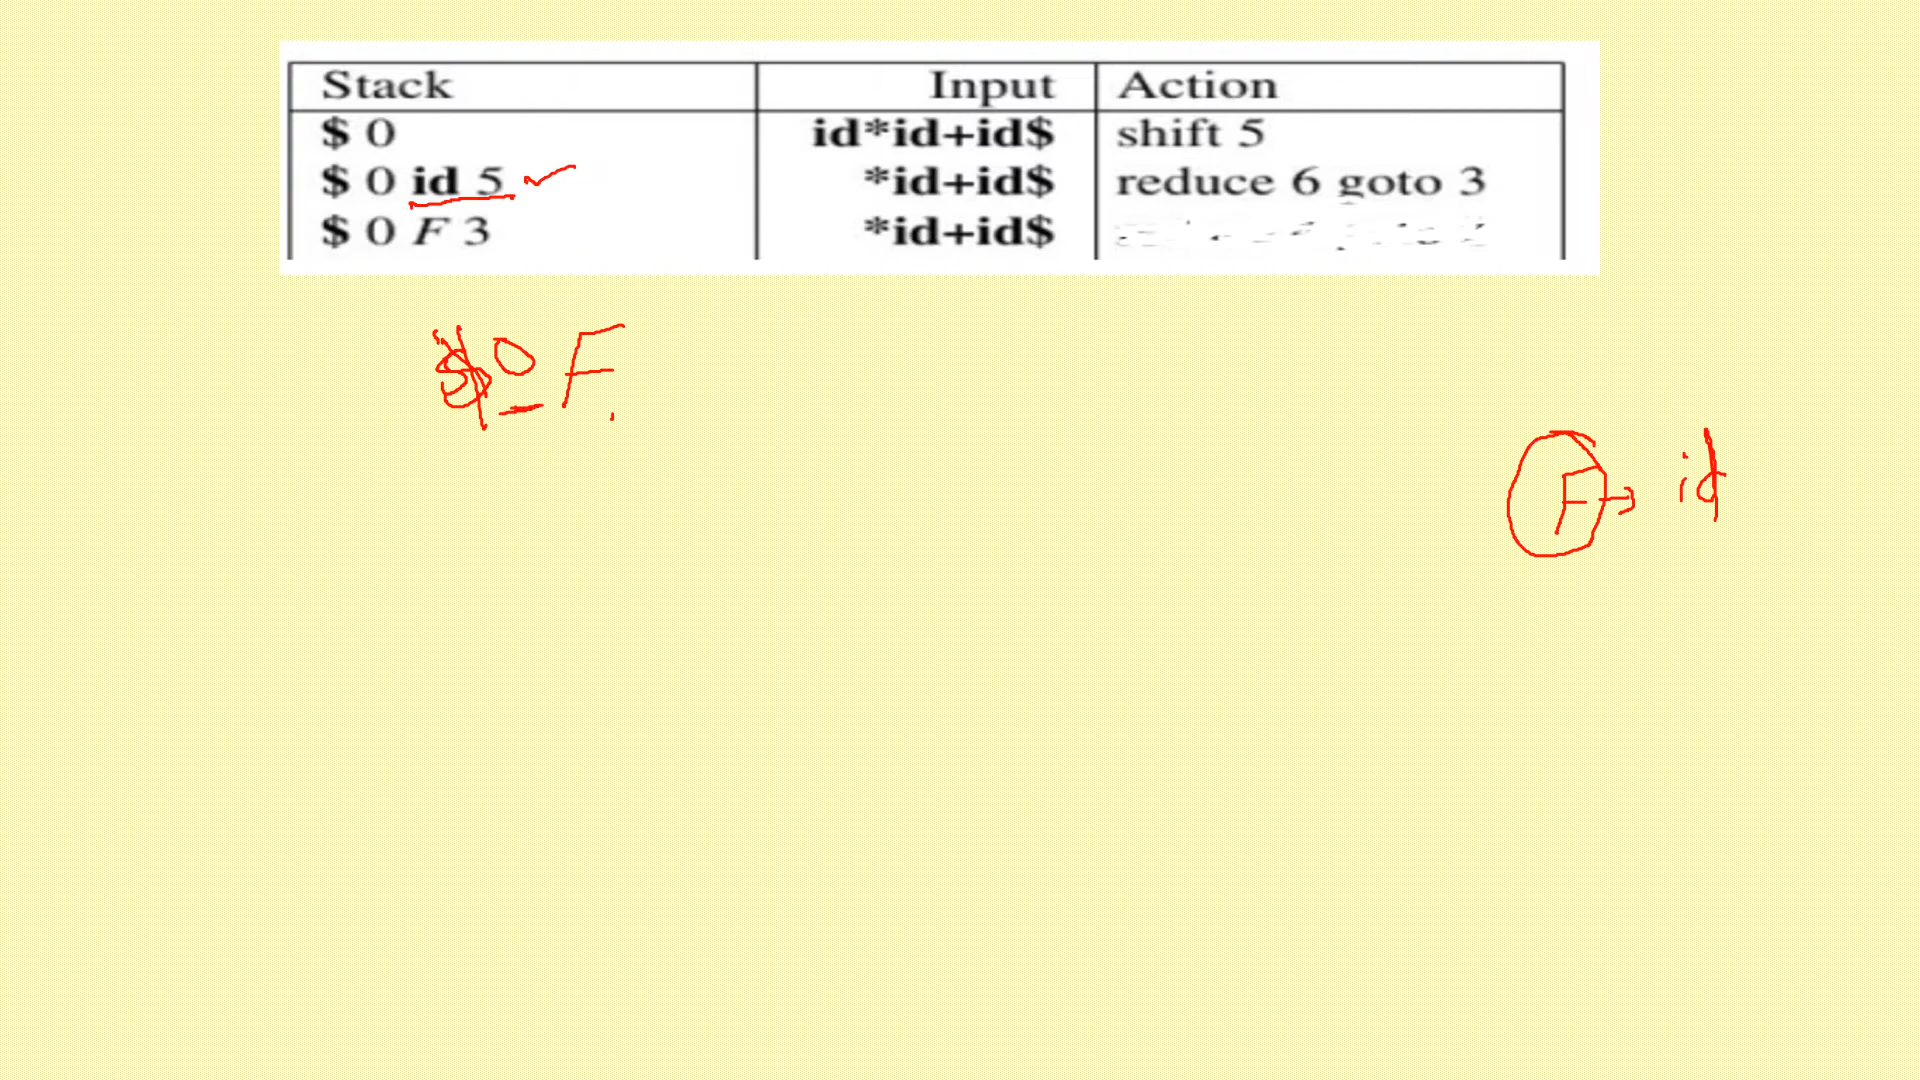 Stack Input Action
$ 0 id*id+id$ shift 5
$ 0 id 5 *id+id$ reduce 6 goto 3
$ 0 F 3 *id+id$
$0 F
F → id